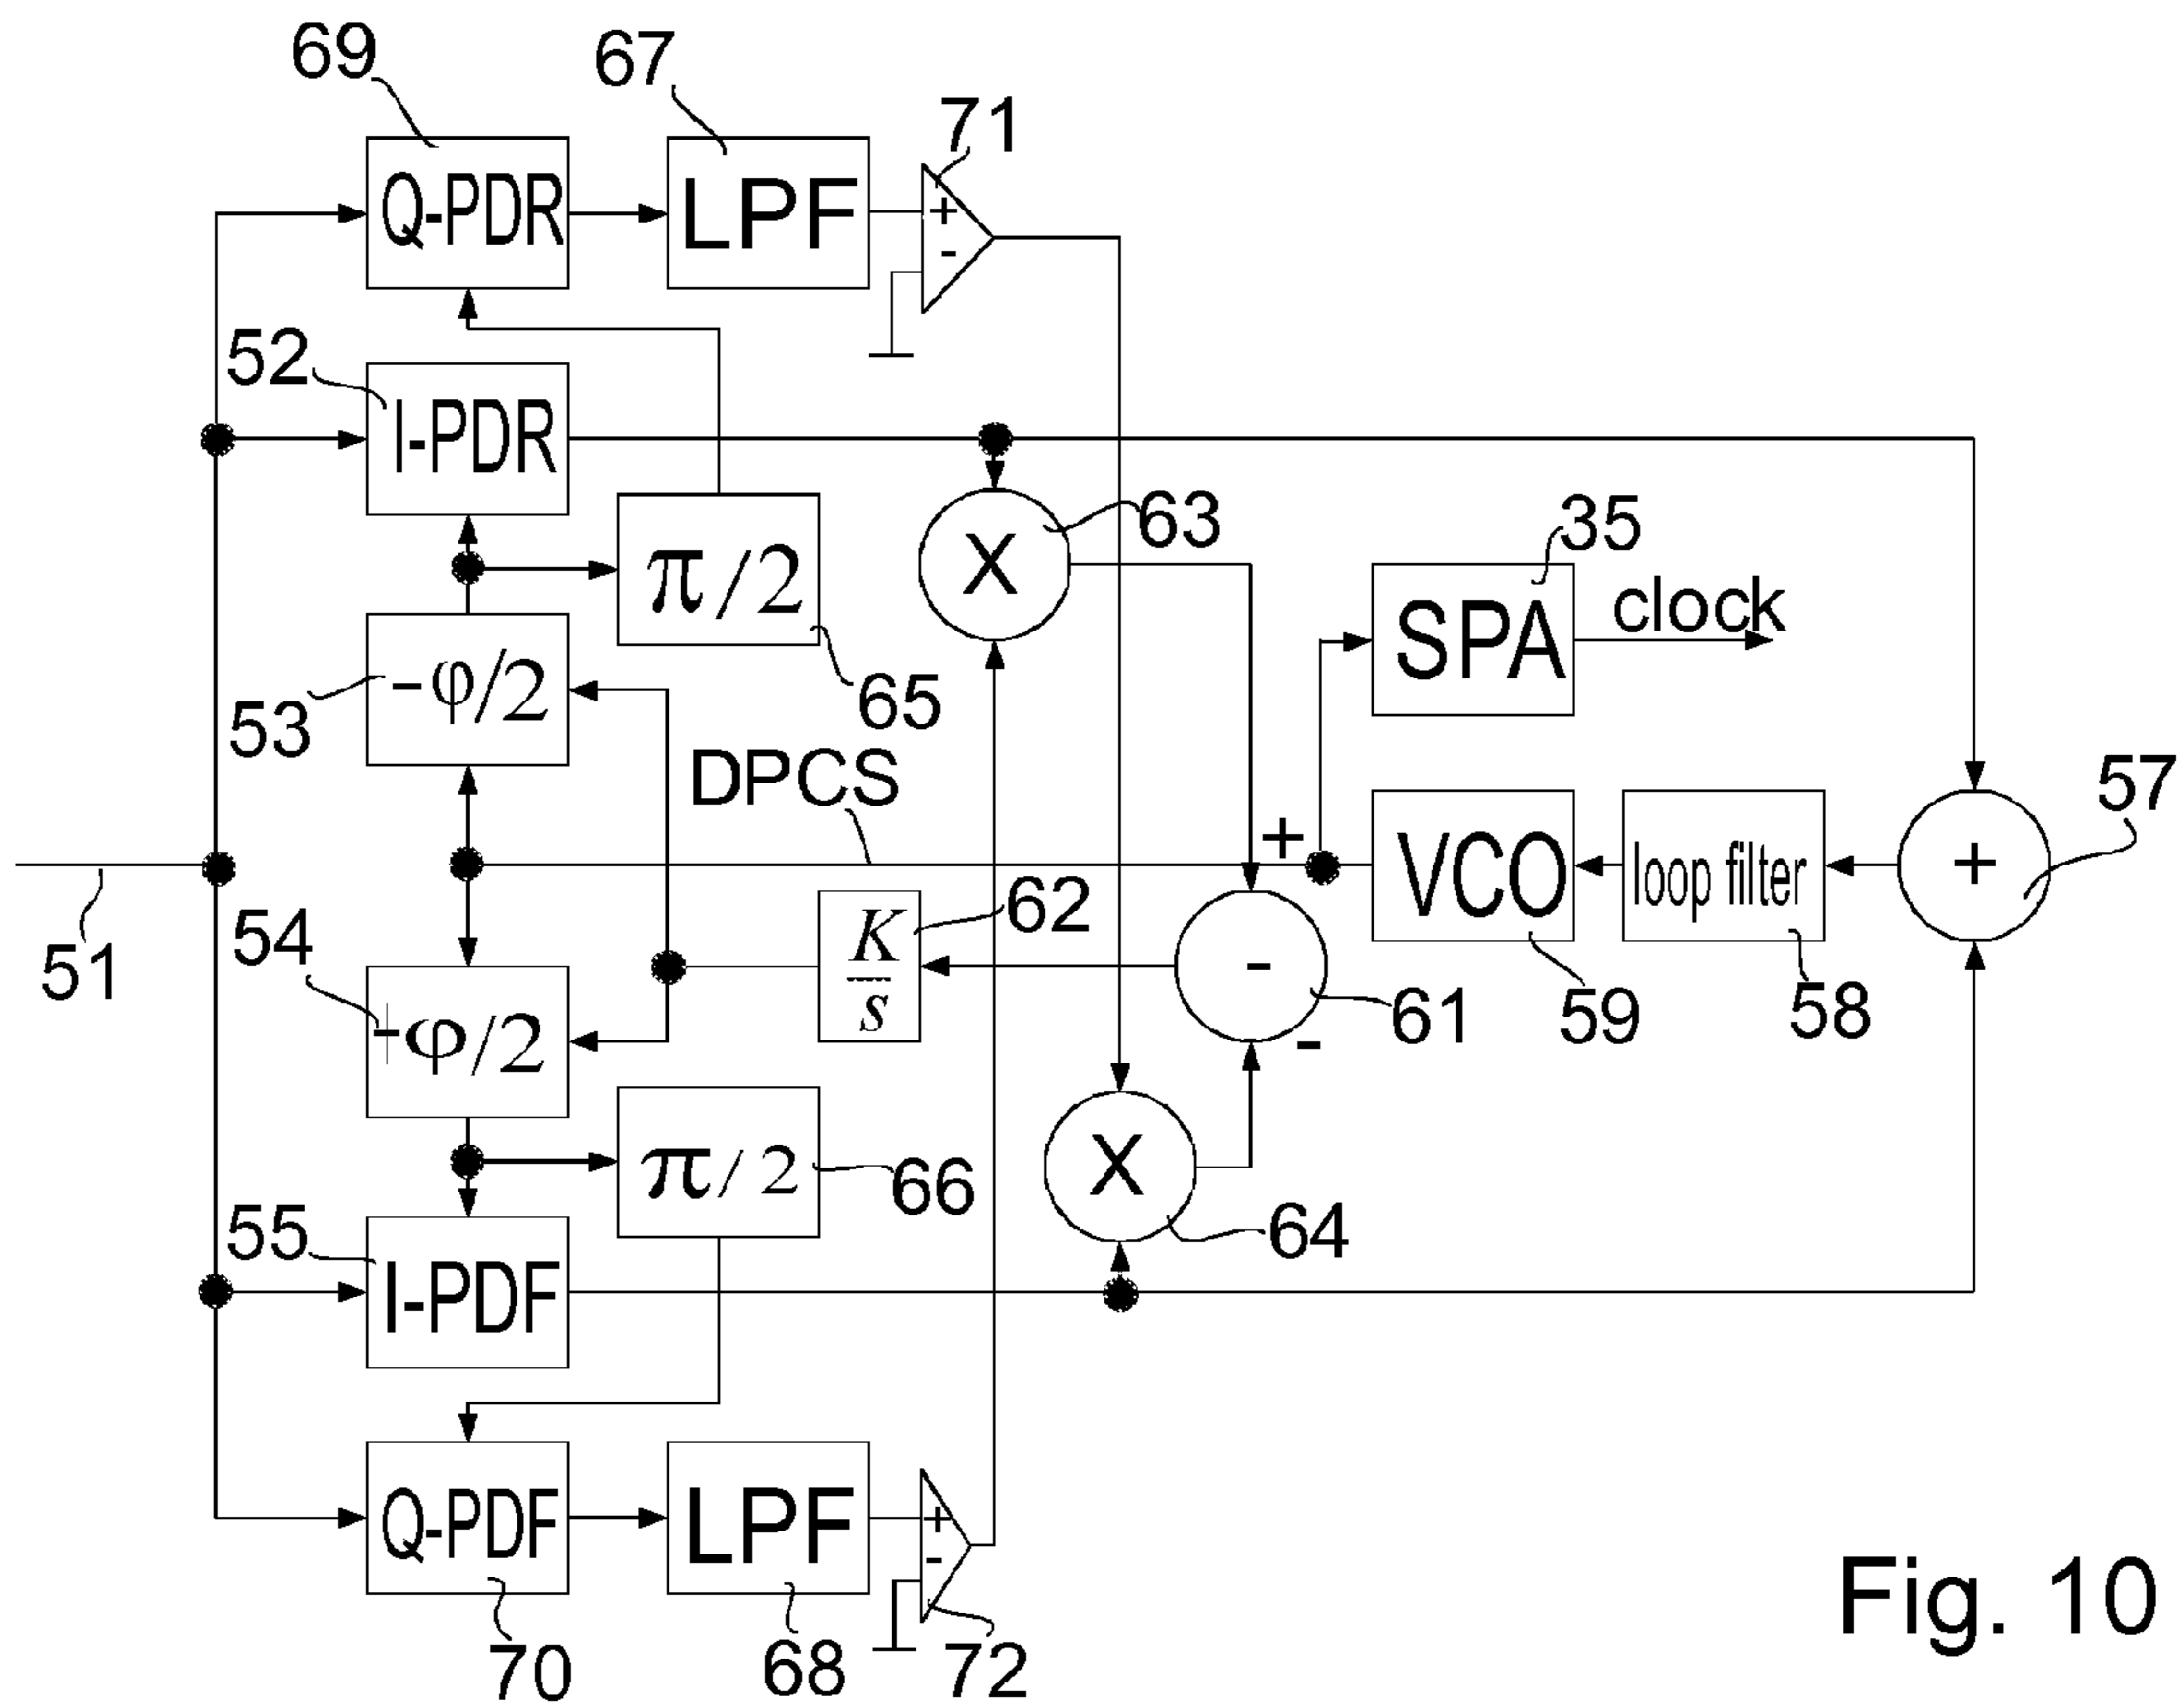 69
67
71
Q-PDR
LPF
+
-
52
I-PDR
63
35
π/2
X
SPA
clock
-φ/2
53
65
DPCS
57
+
VCO
loop filter
+
54
K/s
62
51
+φ/2
-
61
59
58
-
π/2
66
X
55
64
I-PDF
Q-PDF
LPF
+
-
70
68
72
Fig. 10